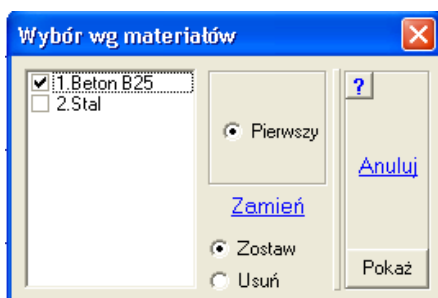 Wybór wg materiałów
1.Beton B25
2.Stal
Pierwszy
Zamień
Zostaw
Usuń
?
Anuluj
Pokaż